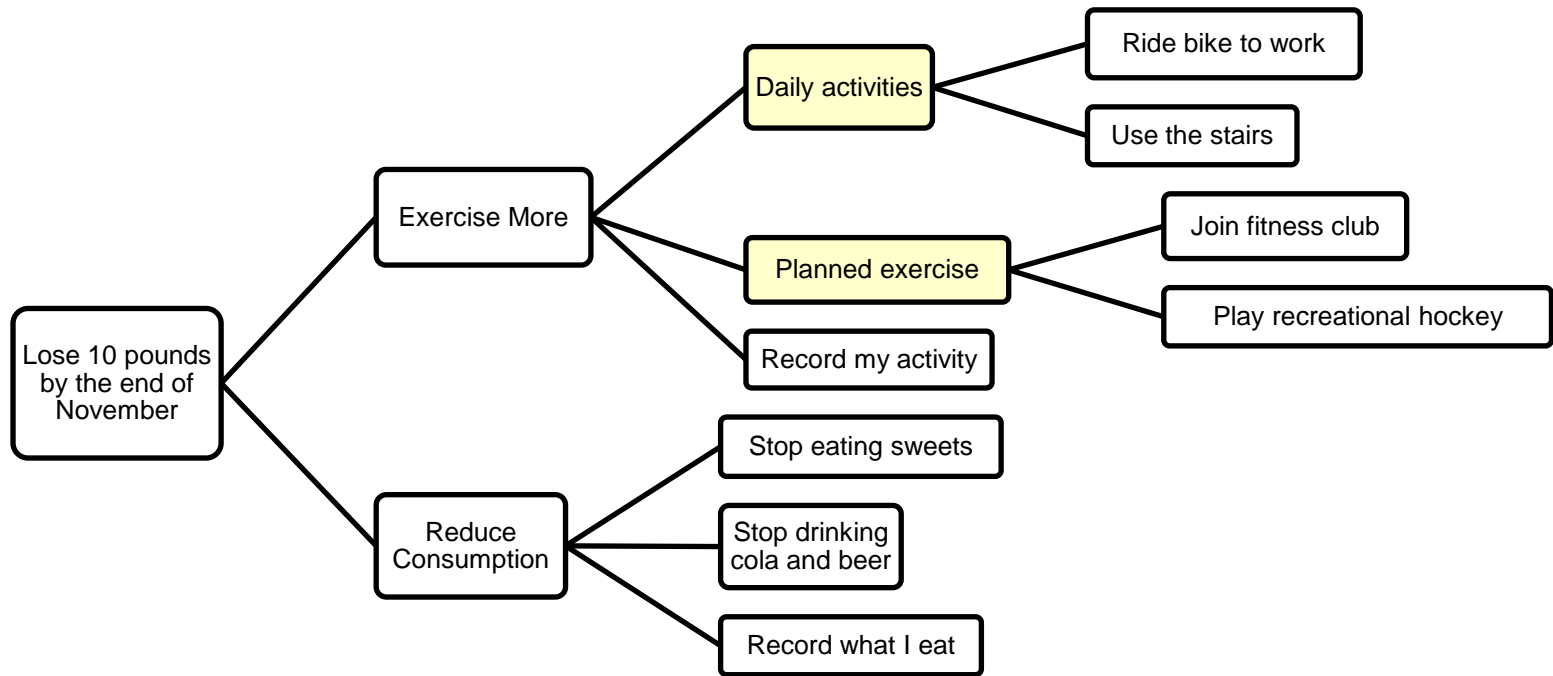 Lose 10 pounds
by the end of
November
Exercise More
Daily activities
Ride bike to work
Use the stairs
Planned exercise
Join fitness club
Play recreational hockey
Record my activity
Reduce
Consumption
Stop eating sweets
Stop drinking
cola and beer
Record what I eat